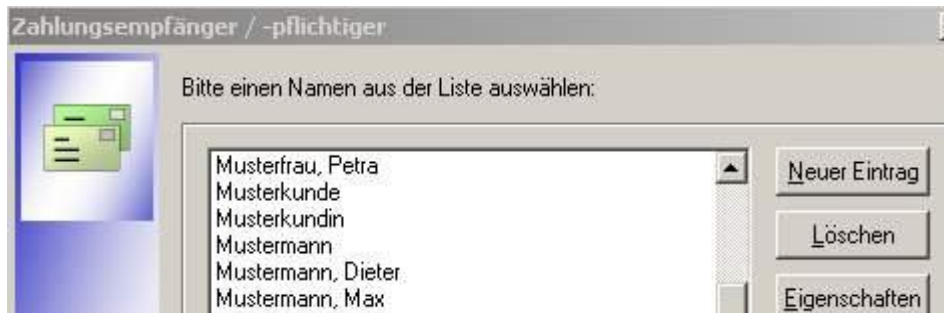 Zahlungsempfänger / -pflichtiger
Bitte einen Namen aus der Liste auswählen:
Musterfrau, Petra
Musterkunde
Musterkundin
Mustermann
Mustermann, Dieter
Mustermann, Max
Neuer Eintrag
Löschen
Eigenschaften